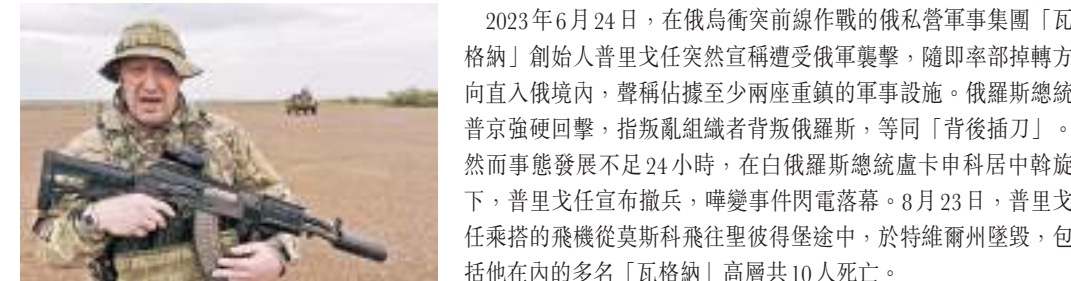 2023年6月24日，在俄烏衝突前線作戰的俄私營軍事集團「瓦
格納」創始人普里戈任突然宣稱遭受俄軍襲擊，隨即率部掉轉方
向直入俄境內，聲稱佔據至少兩座重鎮的軍事設施。俄羅斯總統
普京強硬回擊，指叛亂組織者背叛俄羅斯，等同「背後插刀」。
然而事態發展不足24小時，在白俄羅斯總統盧卡申科居中斡旋
下，普里戈任宣布撤兵，嘩變事件閃電落幕。8月23日，普里戈
任乘搭的飛機從莫斯科飛往聖彼得堡途中，於特維爾州墜毀，包
括他在內的多名「瓦格納」高層共10人死亡。